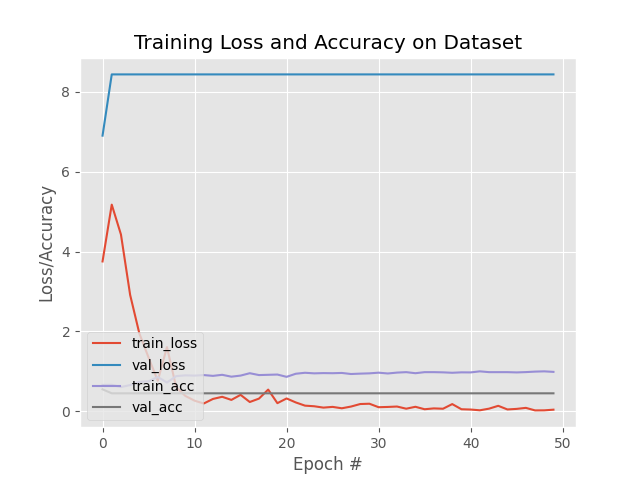 Training Loss and Accuracy on Dataset
Loss/Accuracy
8
6
4
2
0
train_loss
val_loss
train_acc
val_acc
0 10 20 30 40 50
Epoch #